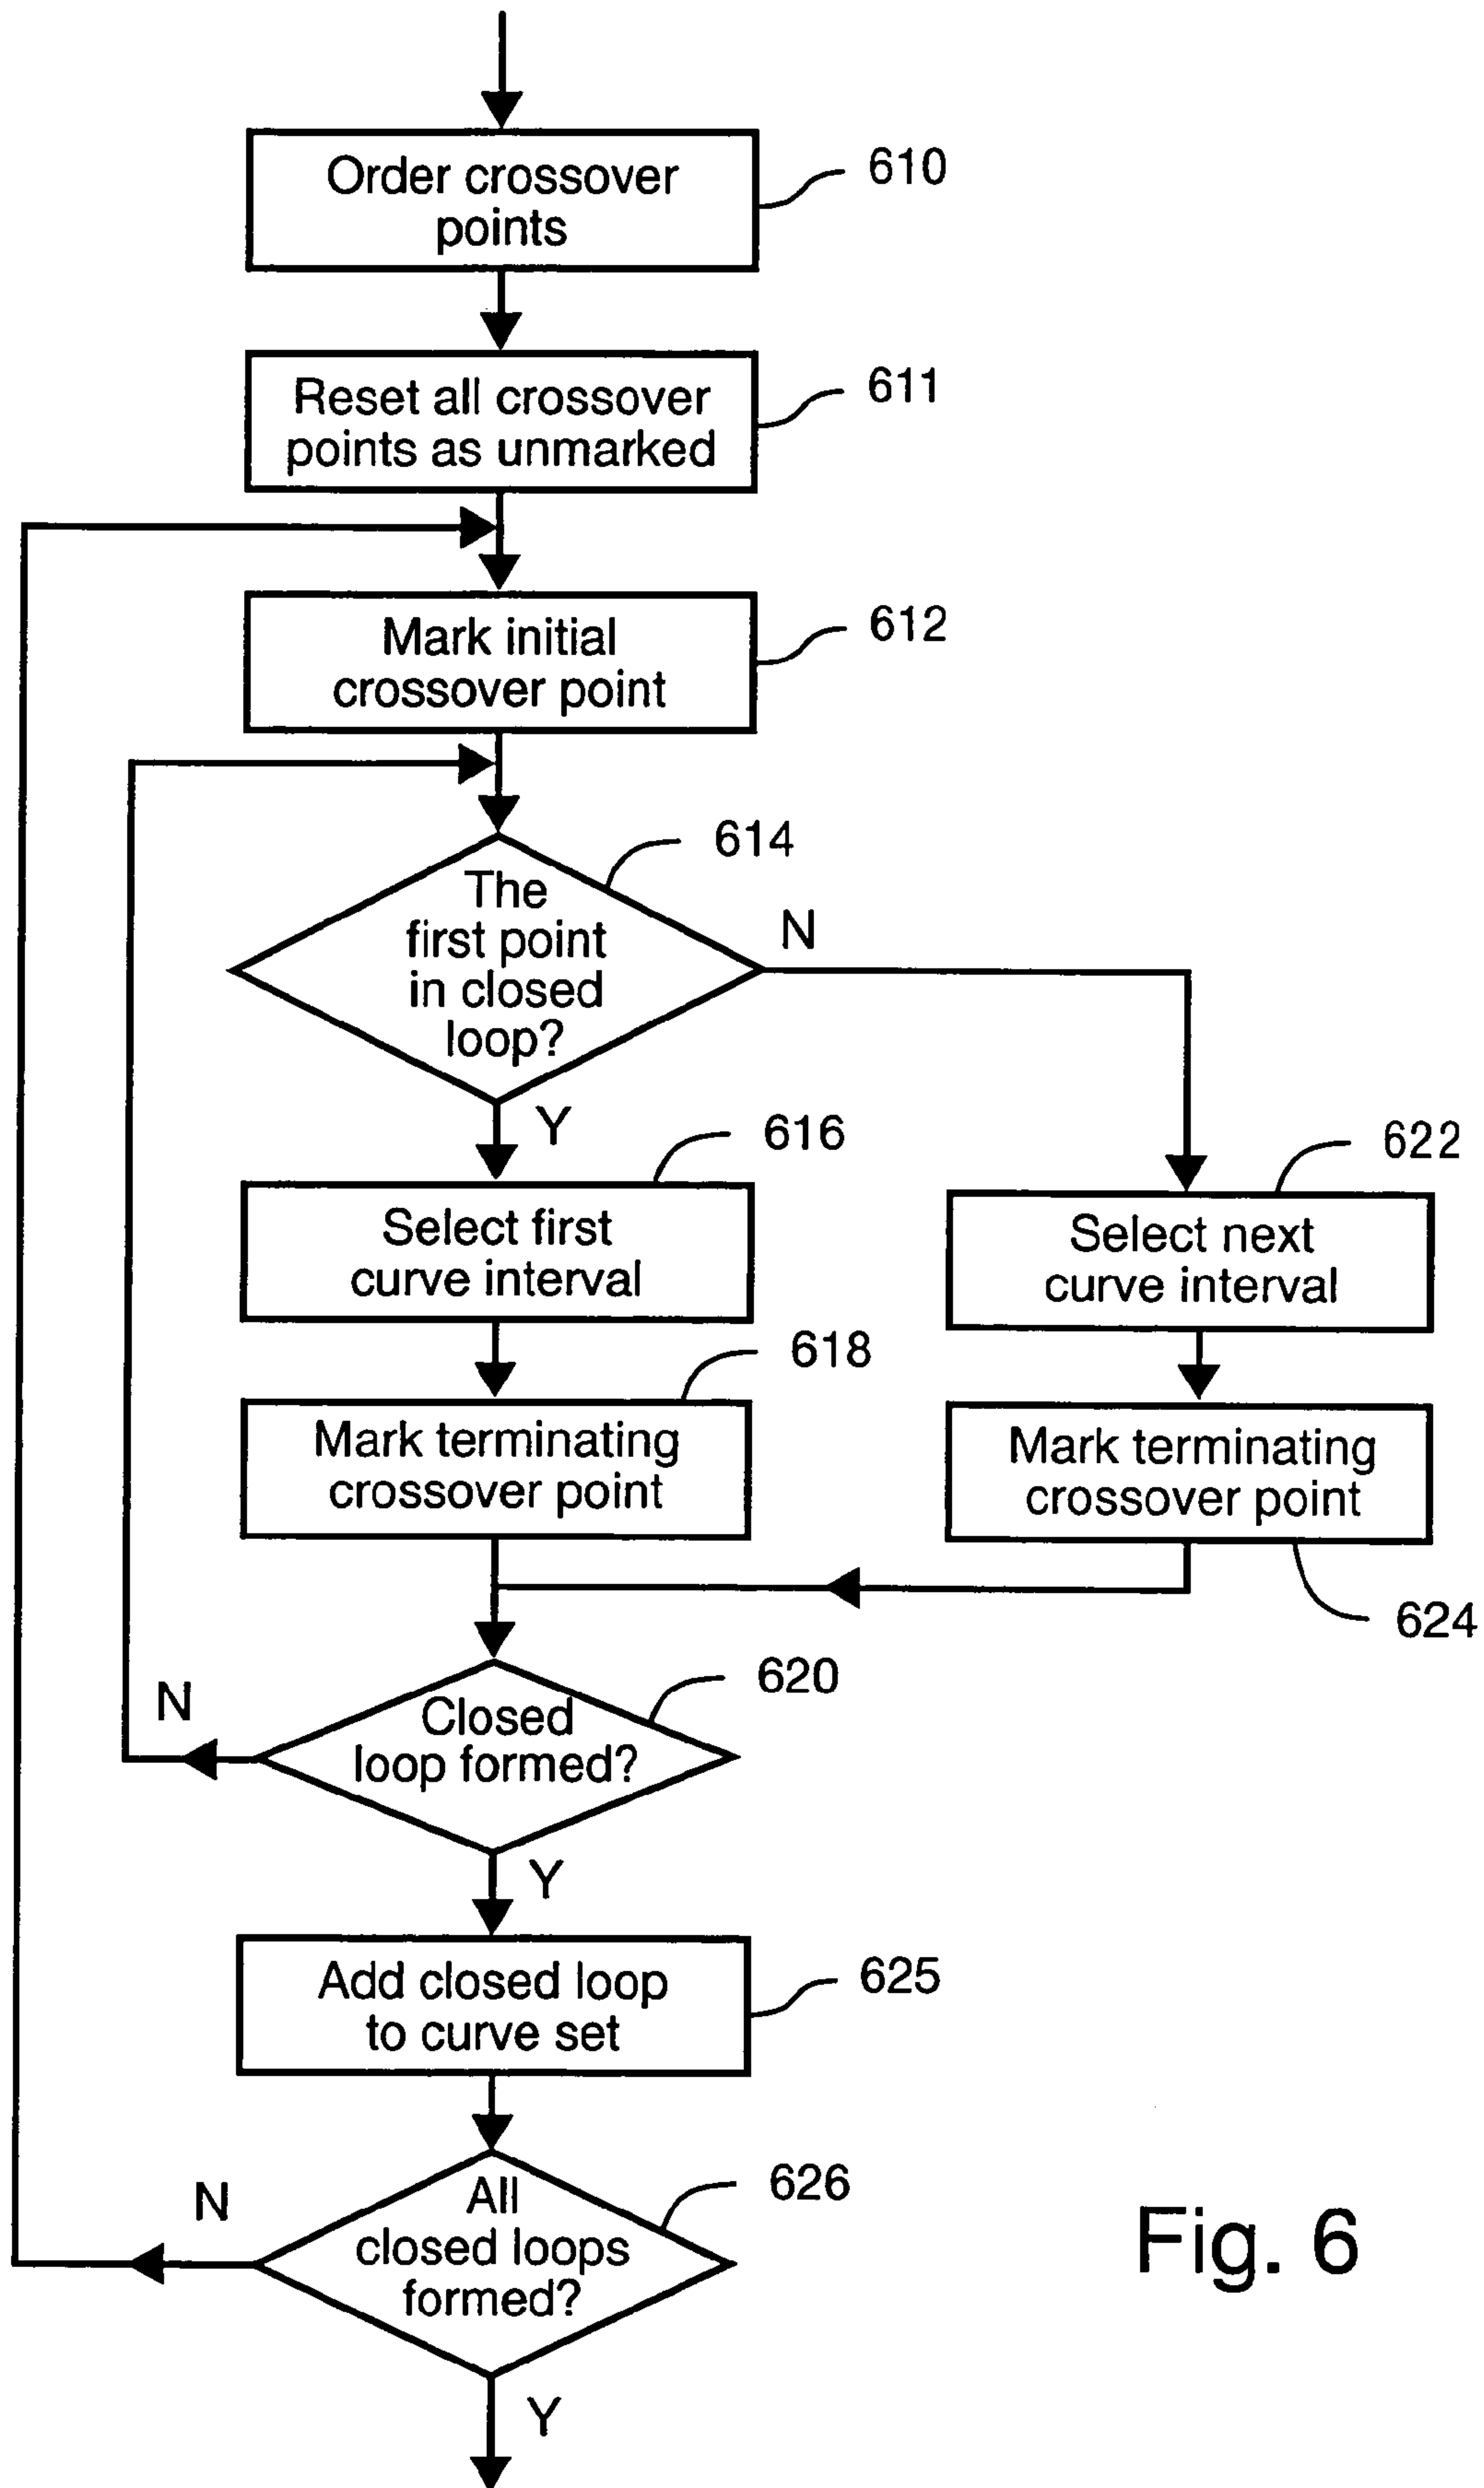 Order crossover
points
610
Reset all crossover
points as unmarked
611
Mark initial
crossover point
612
614
The
first point
in closed
loop?
N
Y
616
Select first
curve interval
622
Select next
curve interval
618
Mark terminating
crossover point
Mark terminating
crossover point
624
620
Closed
loop formed?
N
Y
Add closed loop
to curve set
625
626
All
closed loops
formed?
N
Y
Fig. 6